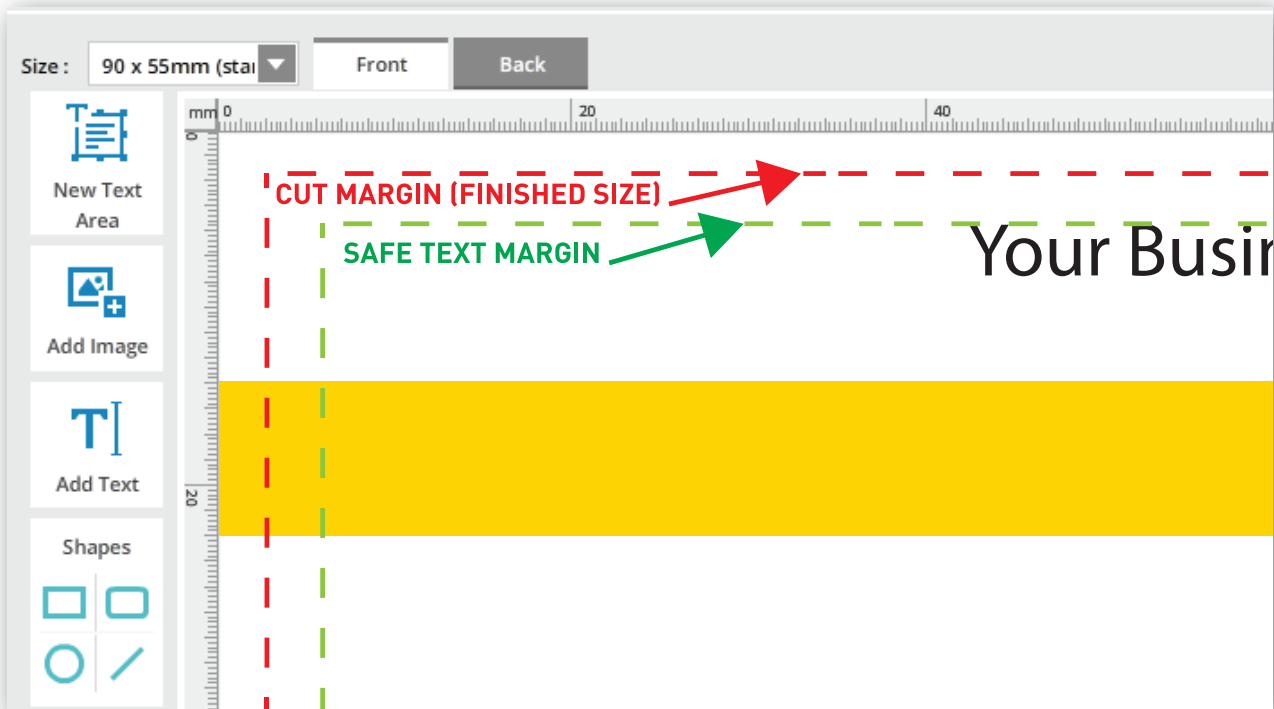 Size : 90 x 55mm (sta
Front
Back
mm 0 20 40
0
New Text
Area
CUT MARGIN (FINISHED SIZE)
SAFE TEXT MARGIN
Your Busin
Add Image
Add Text
20
Shapes